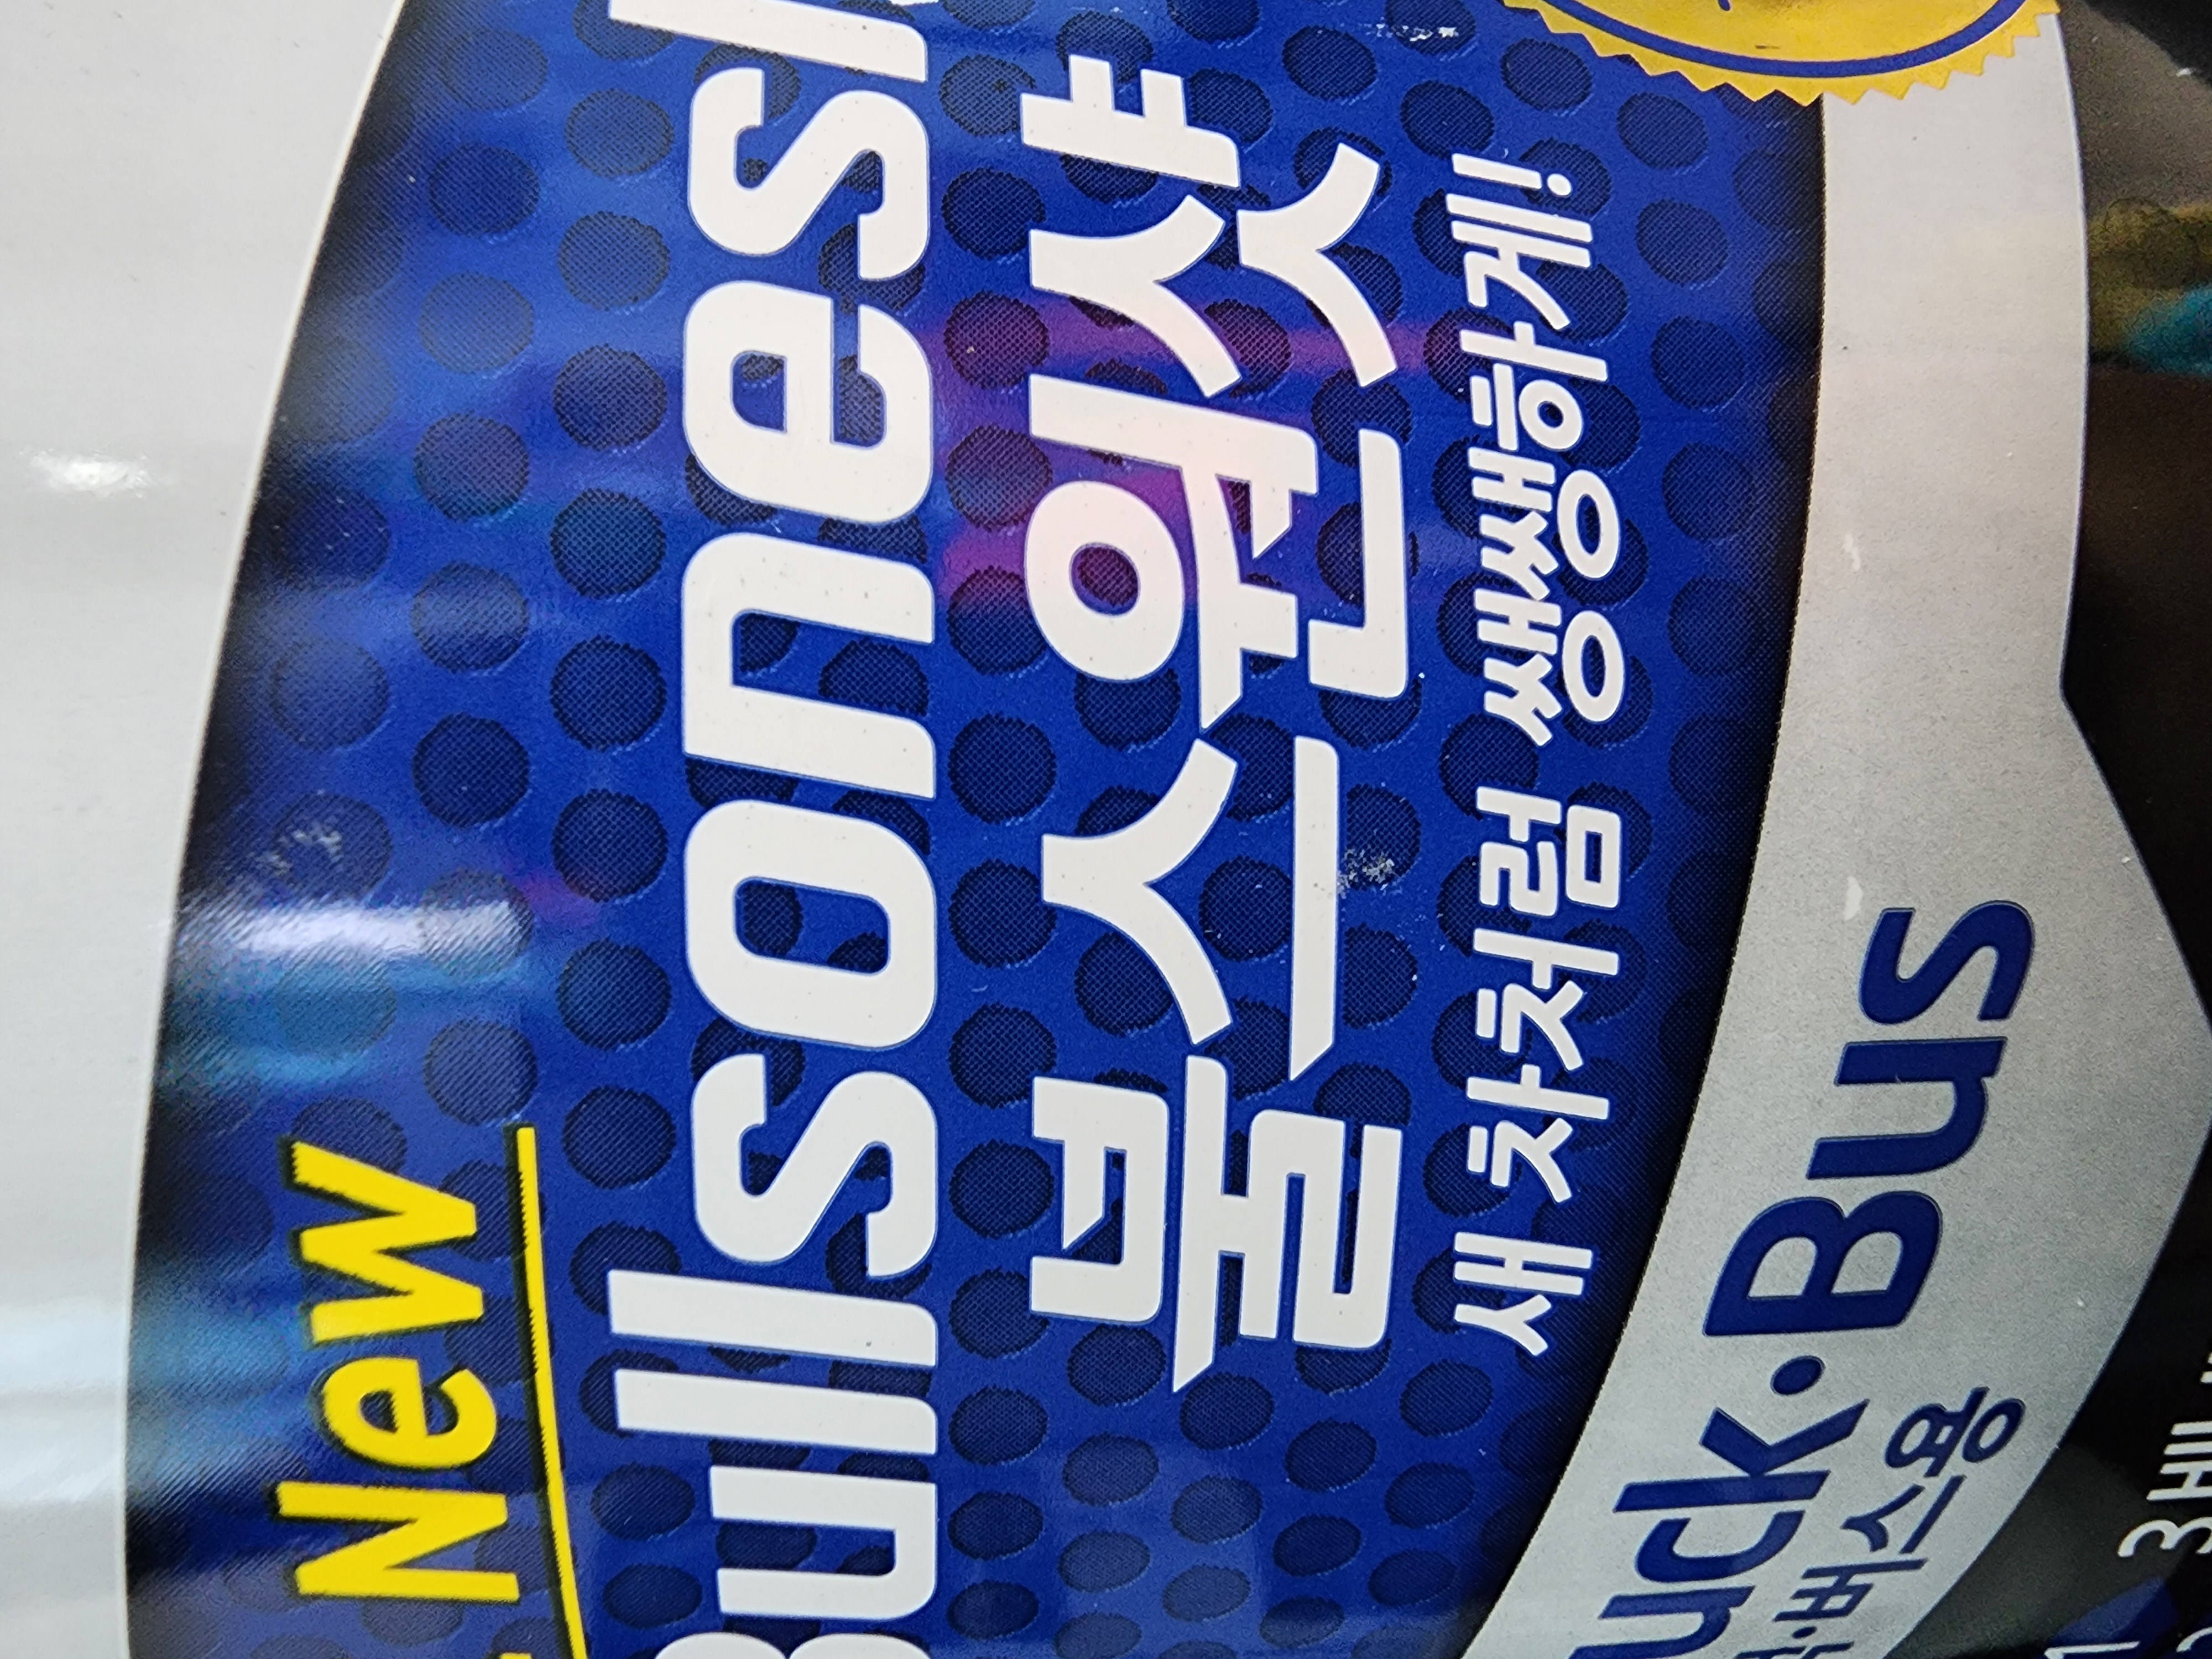 New
Bullsonesh
불스원샷
새 차처럼 쌩쌩하게!
Truck·Bus
트럭·버스용